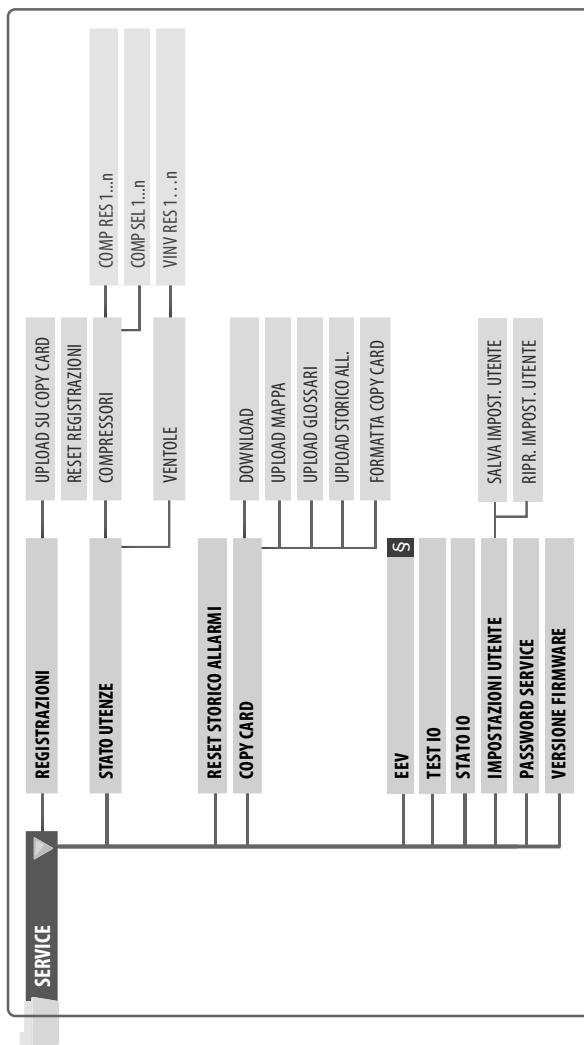 SERVICE
REGISTRAZIONI
UPLOAD SU COPY CARD
RESET REGISTRAZIONI
STATO UTENZE
COMPRESSORI
COMP RES 1...n
COMP SEL 1...n
VENTOLE
VINV RES 1...n
RESET STORICO ALLARMI
COPY CARD
DOWNLOAD
UPLOAD MAPPA
UPLOAD GLOSSARI
UPLOAD STORICO ALL.
FORMATTA COPY CARD
EEV §
TEST IO
STATO IO
IMPOSTAZIONI UTENTE
SALVA IMPOST. UTENTE
RIPR. IMPOST. UTENTE
PASSWORD SERVICE
VERSIONE FIRMWARE